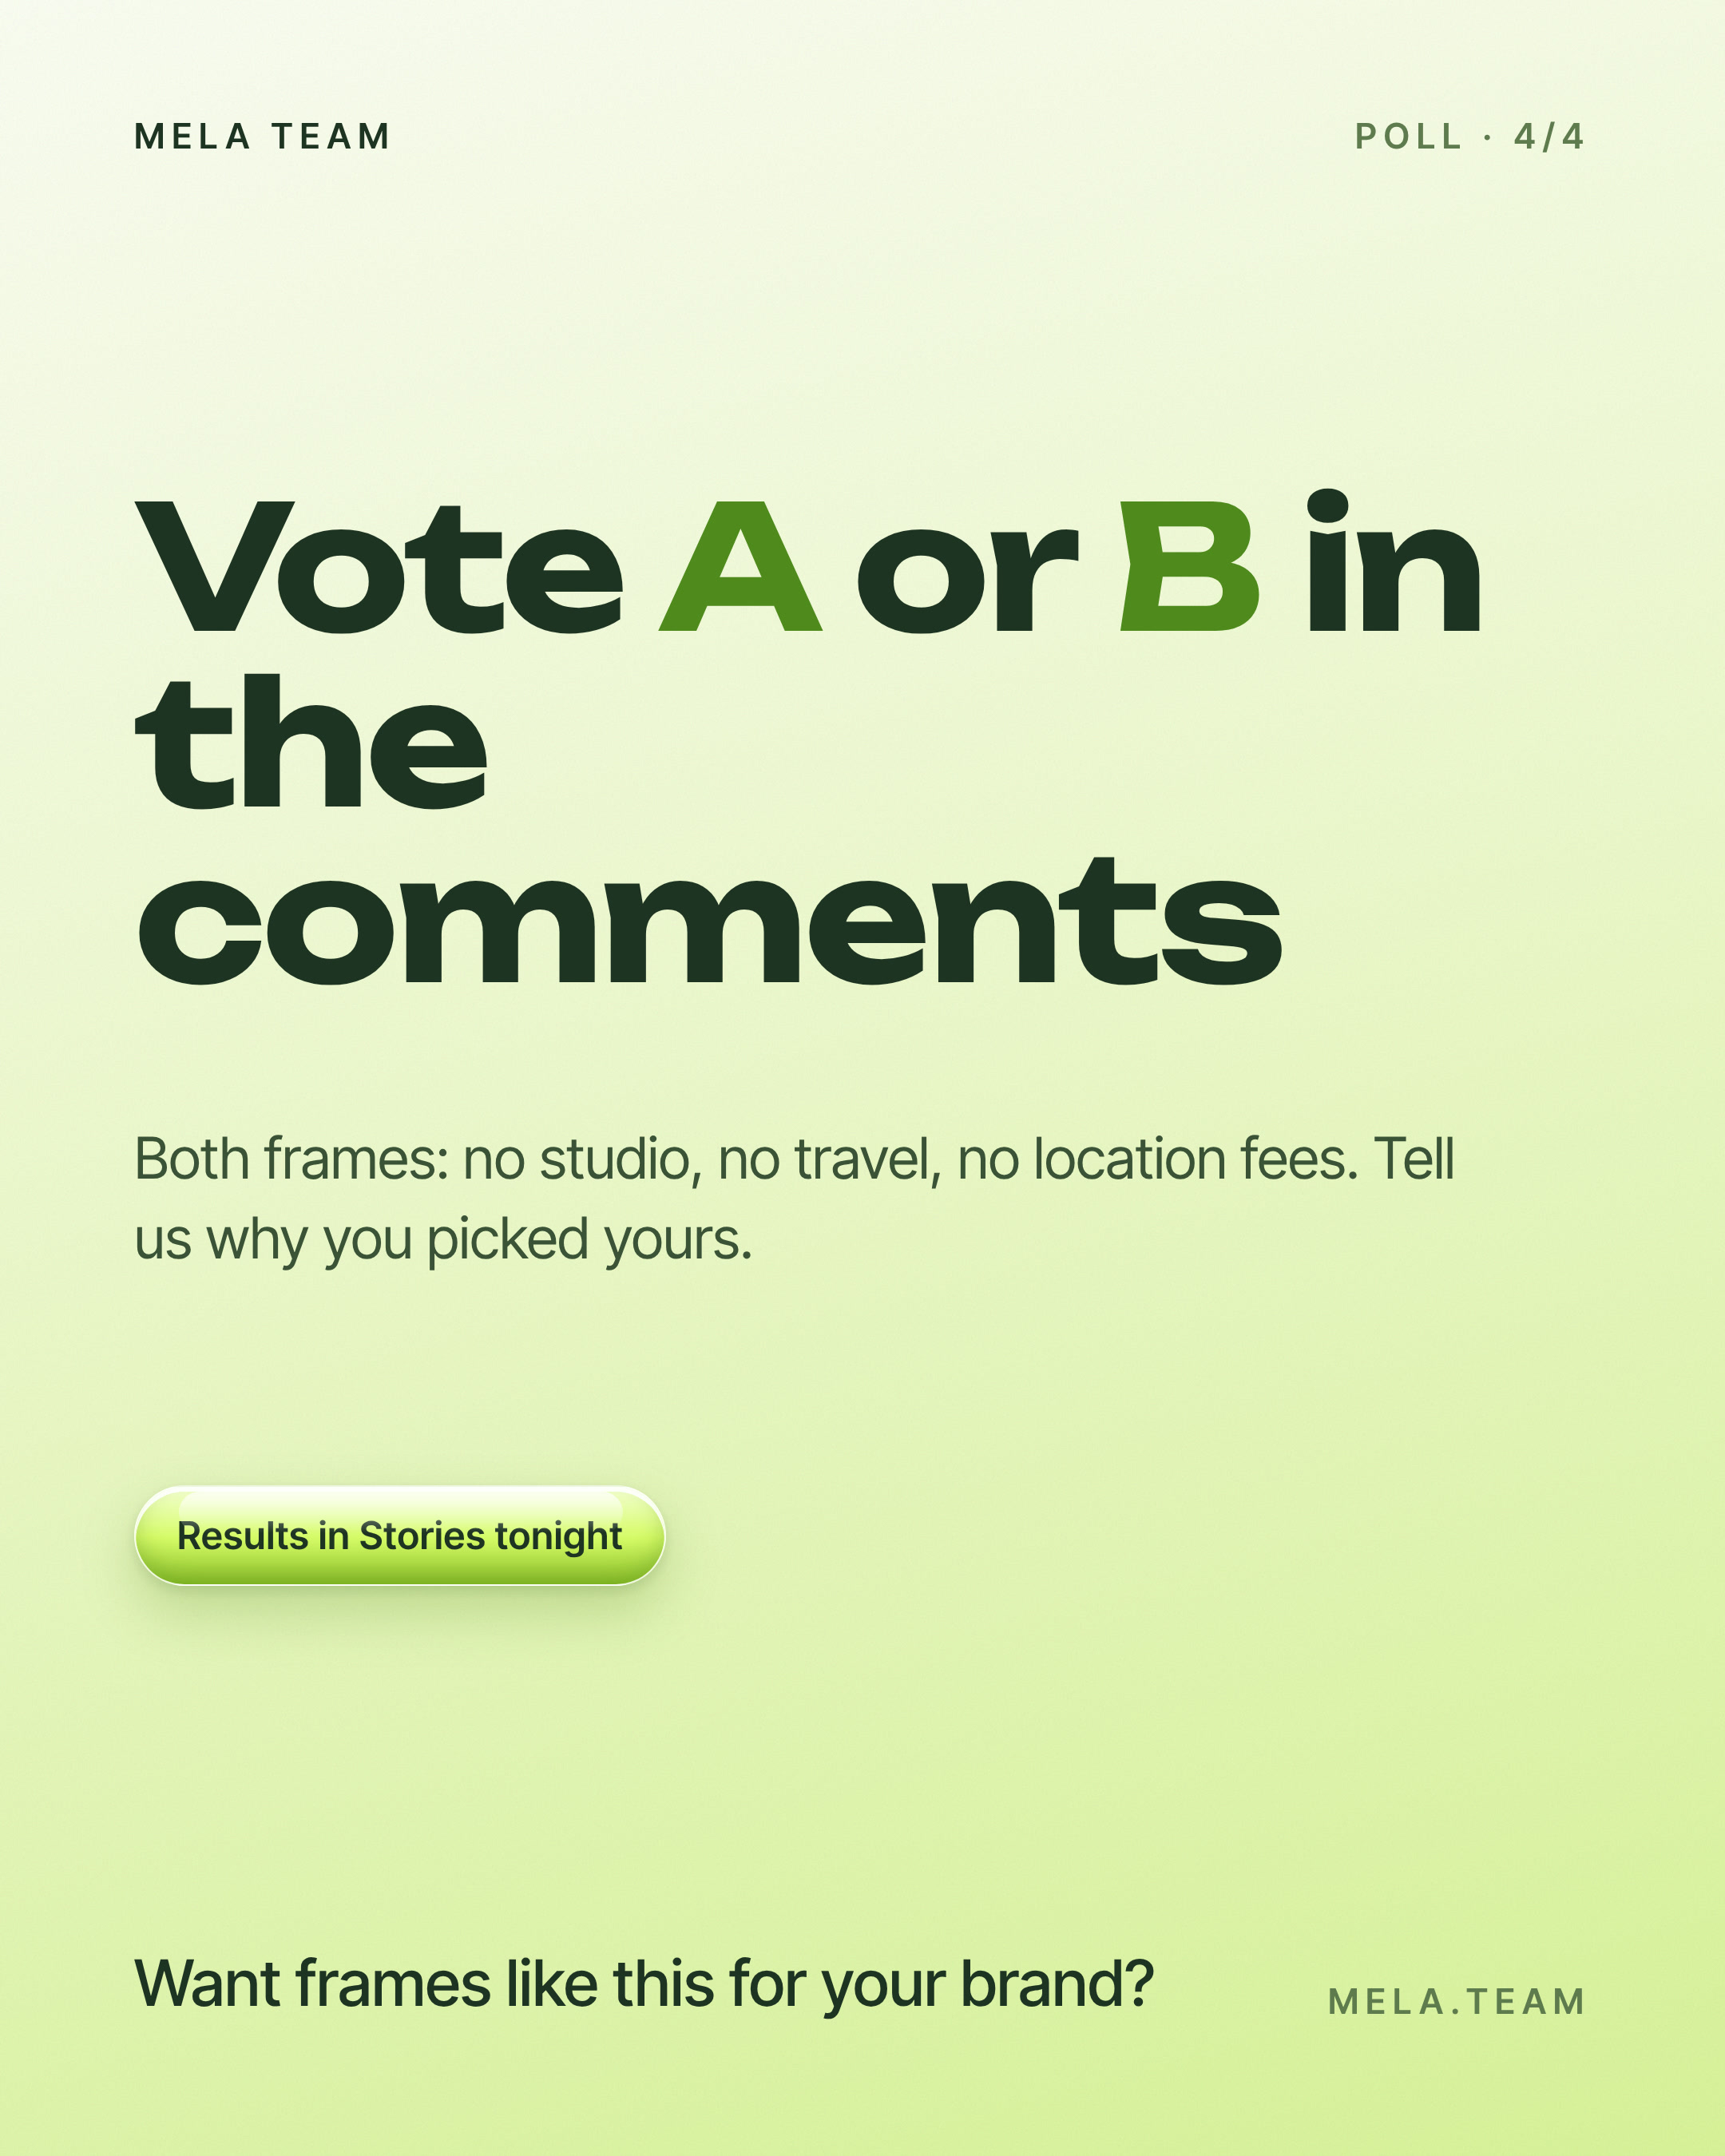 MELA TEAM
POLL · 4/4
Vote A or B in
the
comments
Both frames: no studio, no travel, no location fees. Tell
us why you picked yours.
Results in Stories tonight
Want frames like this for your brand?
MELA.TEAM